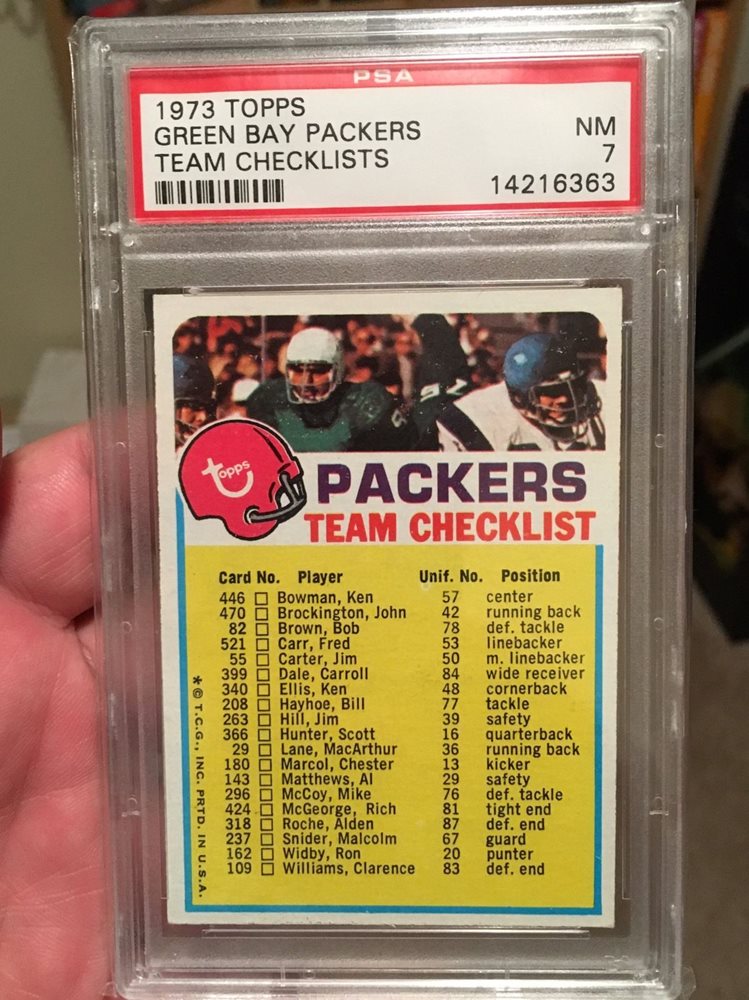 PSA
1973 TOPPS
GREEN BAY PACKERS NM
TEAM CHECKLISTS 7
14216363
topps
PACKERS
TEAM CHECKLIST
Card No. Player Unif. No. Position
446 Bowman, Ken 57 center
470 Brockington, John 42 running back
82 Brown, Bob 78 def. tackle
521 Carr, Fred 53 linebacker
55 Carter, Jim 50 m. linebacker
399 Dale, Carroll 84 wide receiver
340 Ellis, Ken 48 cornerback
208 Hayhoe, Bill 77 tackle
263 Hill, Jim 39 safety
366 Hunter, Scott 16 quarterback
29 Lane, MacArthur 36 running back
180 Marcol, Chester 13 kicker
143 Matthews, Al 29 safety
296 McCoy, Mike 76 def. tackle
424 McGeorge, Rich 81 tight end
318 Roche, Alden 87 def. end
237 Snider, Malcolm 67 guard
162 Widby, Ron 20 punter
109 Williams, Clarence 83 def. end
* © T.C.G., INC. PRTD. IN U.S.A.